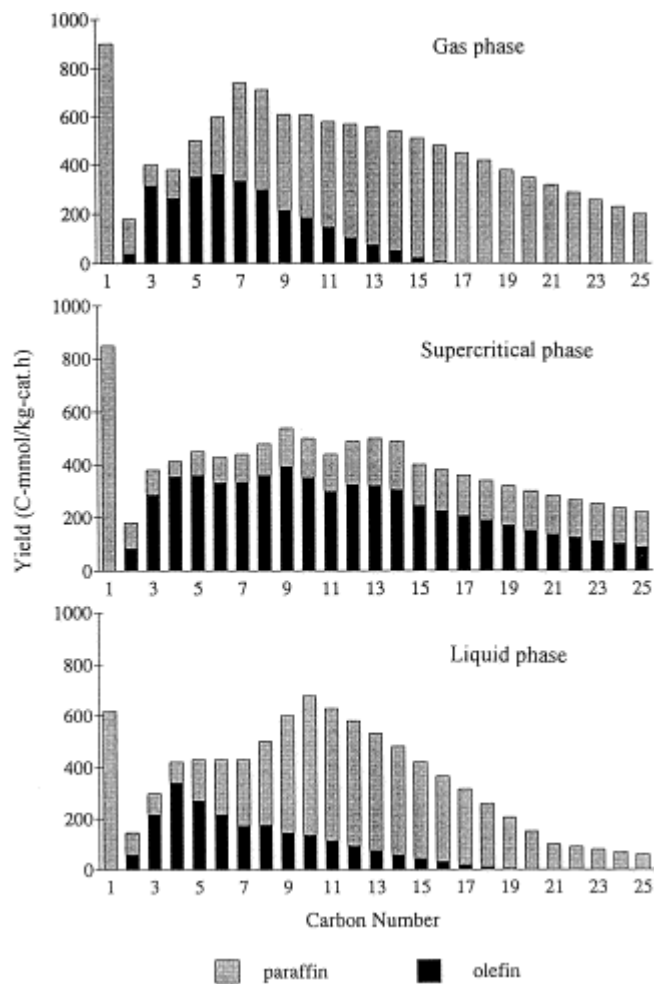 Gas phase
1000
800
600
400
200
0
1 3 5 7 9 11 13 15 17 19 21 23 25
Supercritical phase
1000
800
600
400
200
0
1 3 5 7 9 11 13 15 17 19 21 23 25
Yield (C-mmol/kg-cat.h)
Liquid phase
1000
800
600
400
200
0
1 3 5 7 9 11 13 15 17 19 21 23 25
Carbon Number
paraffin olefin